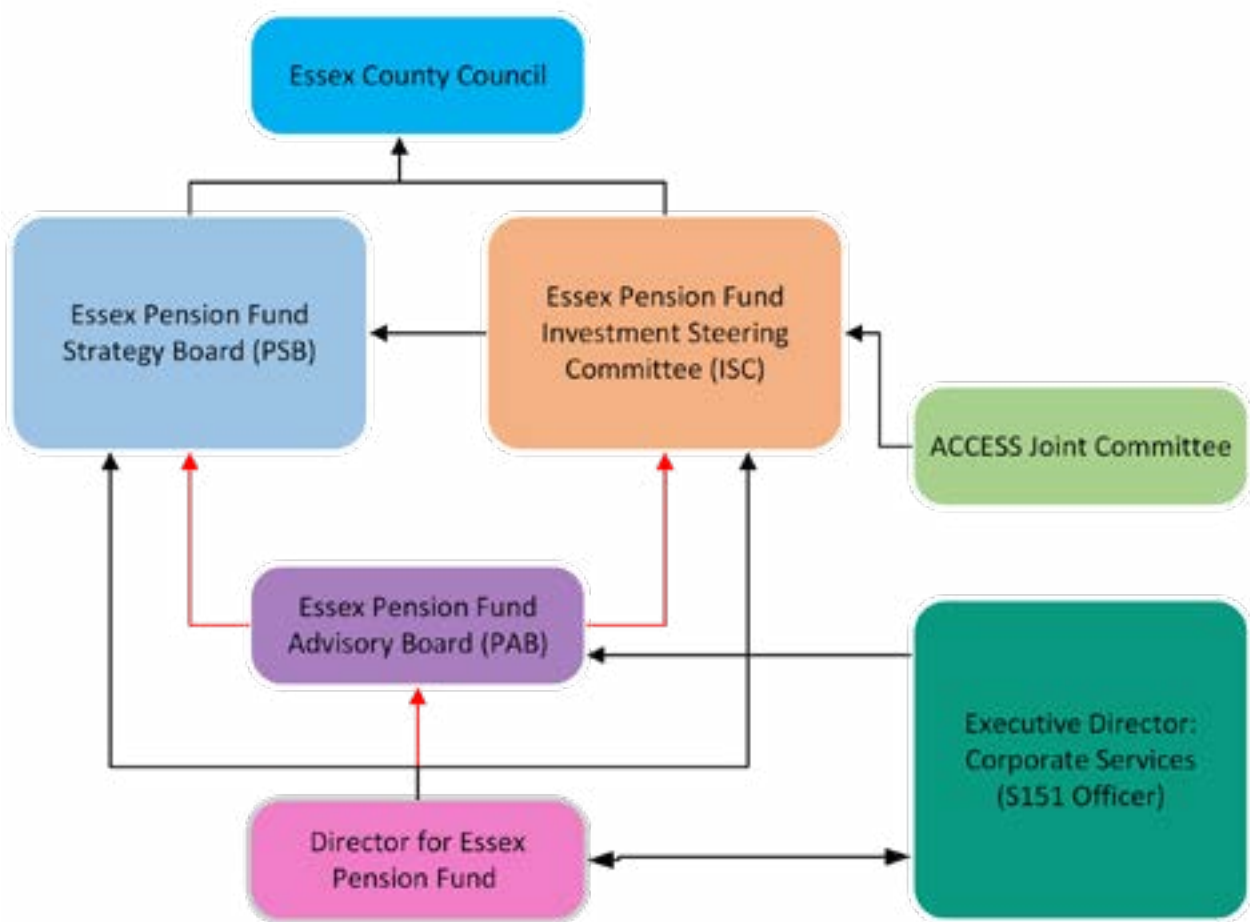 Essex County Council
Essex Pension Fund
Strategy Board (PSB)
Essex Pension Fund
Investment Steering
Committee (ISC)
ACCESS Joint Committee
Essex Pension Fund
Advisory Board (PAB)
Executive Director:
Corporate Services
(S151 Officer)
Director for Essex
Pension Fund